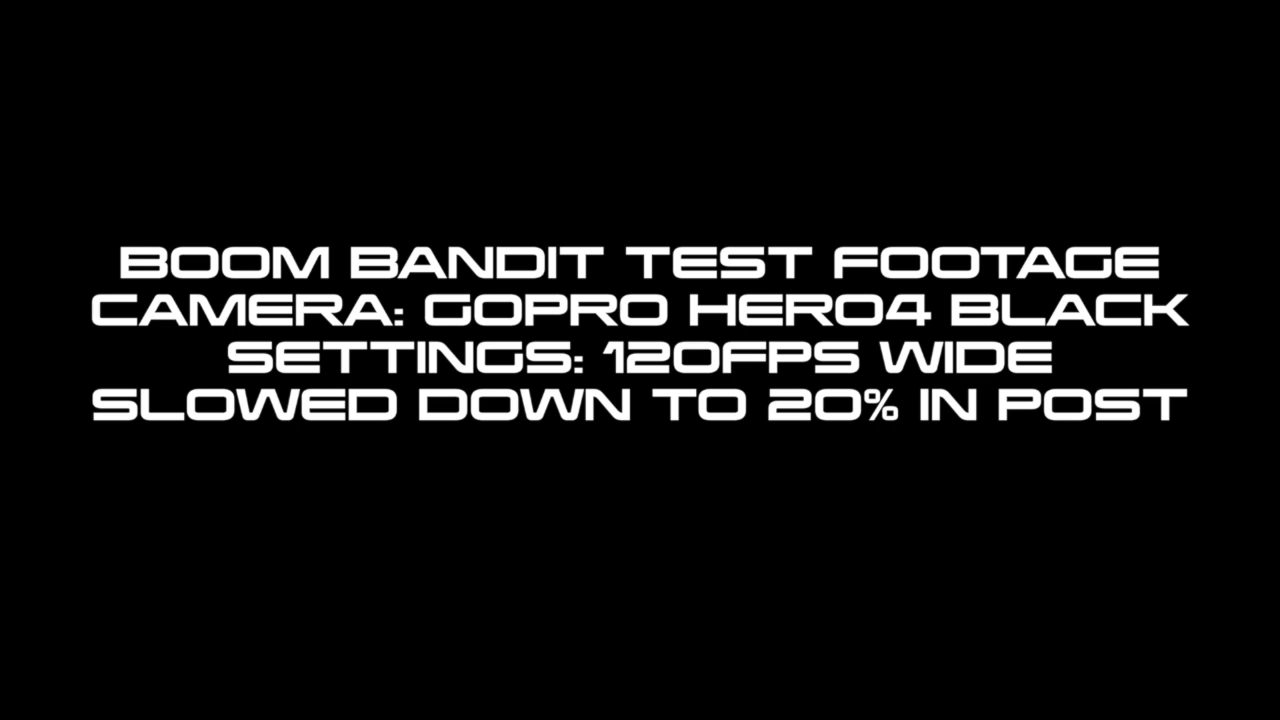 BOOM BANDIT TEST FOOTAGE
CAMERA: GOPRO HERO4 BLACK
SETTINGS: 120FPS WIDE
SLOWED DOWN TO 20% IN POST